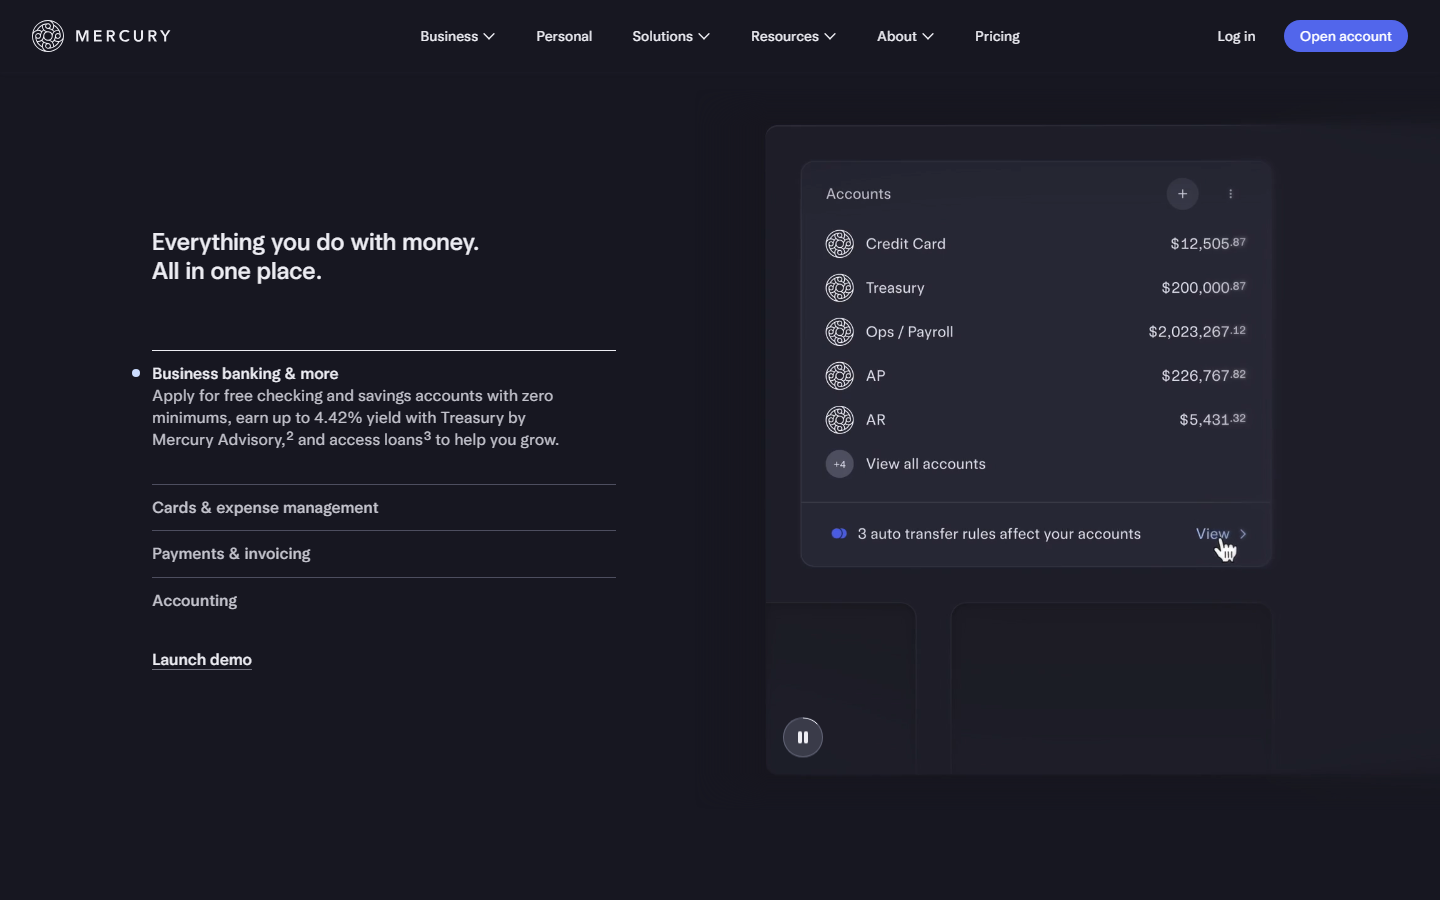 MERCURY
Business
Personal
Solutions
Resources
About
Pricing
Log in
Open account
Everything you do with money.
All in one place.
Business banking & more
Apply for free checking and savings accounts with zero
minimums, earn up to 4.42% yield with Treasury by
Mercury Advisory,² and access loans³ to help you grow.
Cards & expense management
Payments & invoicing
Accounting
Launch demo
Accounts
Credit Card $12,505.87
Treasury $200,000.87
Ops / Payroll $2,023,267.12
AP $226,767.82
AR $5,431.32
+4 View all accounts
3 auto transfer rules affect your accounts View